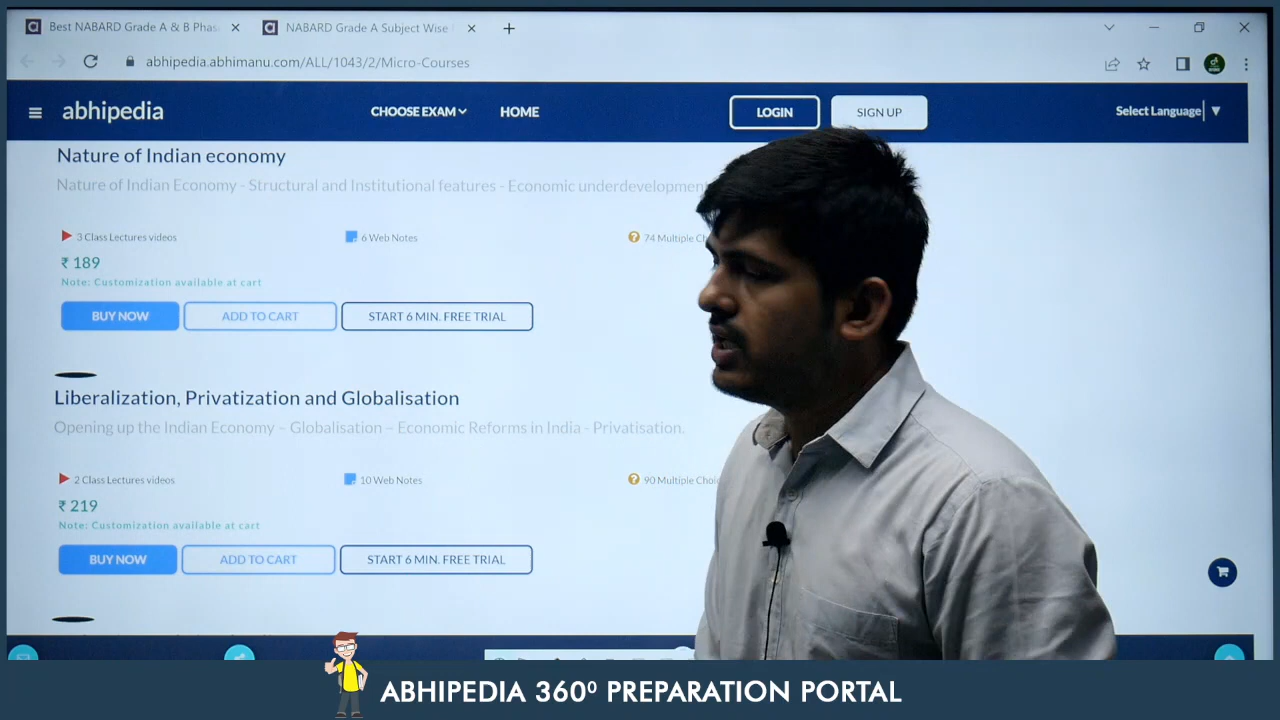 Best NABARD Grade A & B Phas
NABARD Grade A Subject Wise
abhipedia.abhimanu.com/ALL/1043/2/Micro-Courses
abhipedia
CHOOSE EXAM
HOME
LOGIN
SIGN UP
Select Language
Nature of Indian economy
Nature of Indian Economy - Structural and Institutional features - Economic underdevelopment
3 Class Lectures videos
6 Web Notes
74 Multiple Ch
₹ 189
Note: Customization available at cart
BUY NOW
ADD TO CART
START 6 MIN. FREE TRIAL
Liberalization, Privatization and Globalisation
Opening up the Indian Economy – Globalisation – Economic Reforms in India - Privatisation.
2 Class Lectures videos
10 Web Notes
90 Multiple Choi
₹ 219
Note: Customization available at cart
BUY NOW
ADD TO CART
START 6 MIN. FREE TRIAL
ABHIPEDIA 360⁰ PREPARATION PORTAL